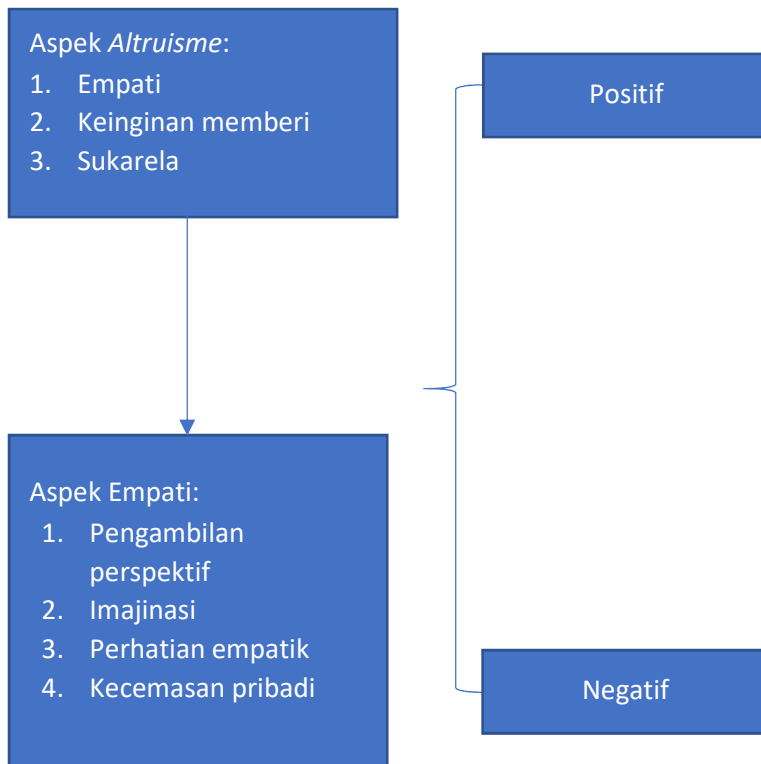 Aspek Altruisme:
1. Empati
2. Keinginan memberi
3. Sukarela
Positif
Aspek Empati:
1. Pengambilan
perspektif
2. Imajinasi
3. Perhatian empatik
4. Kecemasan pribadi
Negatif